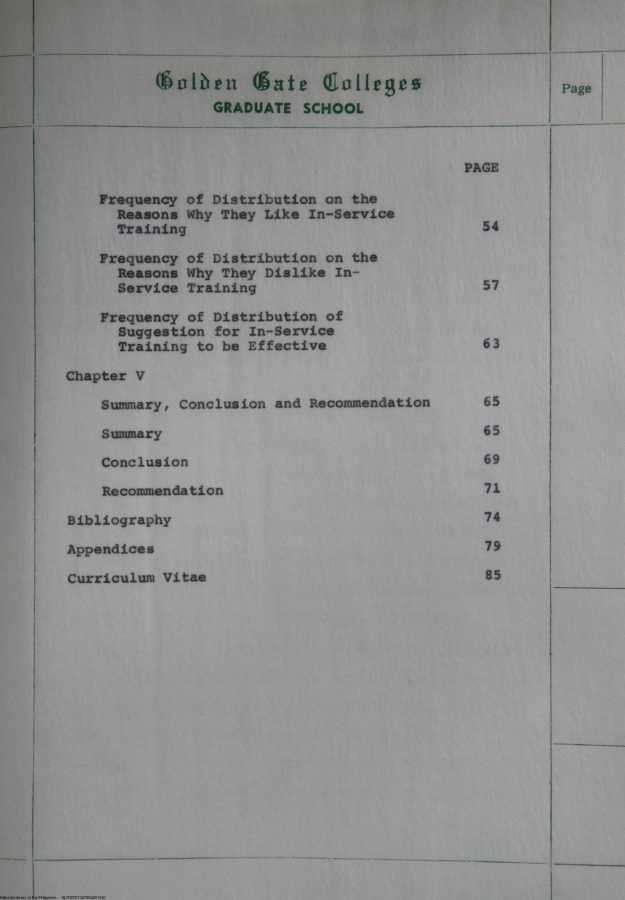 Golden Gate Colleges
GRADUATE SCHOOL
Page
PAGE
Frequency of Distribution on the
Reasons Why They Like In-Service
Training 54
Frequency of Distribution on the
Reasons Why They Dislike In-
Service Training 57
Frequency of Distribution of
Suggestion for In-Service
Training to be Effective 63
Chapter V
Summary, Conclusion and Recommendation 65
Summary 65
Conclusion 69
Recommendation 71
Bibliography 74
Appendices 79
Curriculum Vitae 85